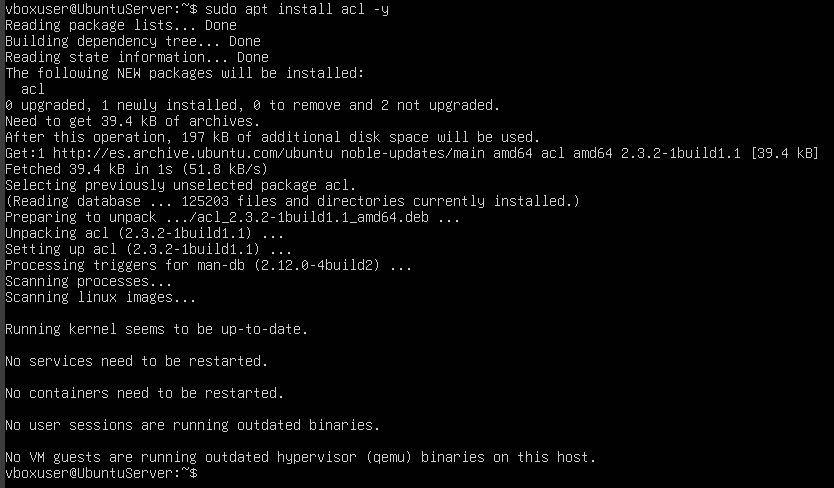 vboxuser@UbuntuServer:~$ sudo apt install acl -y
Reading package lists... Done
Building dependency tree... Done
Reading state information... Done
The following NEW packages will be installed:
  acl
0 upgraded, 1 newly installed, 0 to remove and 2 not upgraded.
Need to get 39.4 kB of archives.
After this operation, 197 kB of additional disk space will be used.
Get:1 http://es.archive.ubuntu.com/ubuntu noble-updates/main amd64 acl amd64 2.3.2-1build1.1 [39.4 kB]
Fetched 39.4 kB in 1s (51.8 kB/s)
Selecting previously unselected package acl.
(Reading database ... 125203 files and directories currently installed.)
Preparing to unpack .../acl_2.3.2-1build1.1_amd64.deb ...
Unpacking acl (2.3.2-1build1.1) ...
Setting up acl (2.3.2-1build1.1) ...
Processing triggers for man-db (2.12.0-4build2) ...
Scanning processes...
Scanning linux images...

Running kernel seems to be up-to-date.

No services need to be restarted.

No containers need to be restarted.

No user sessions are running outdated binaries.

No VM guests are running outdated hypervisor (qemu) binaries on this host.
vboxuser@UbuntuServer:~$